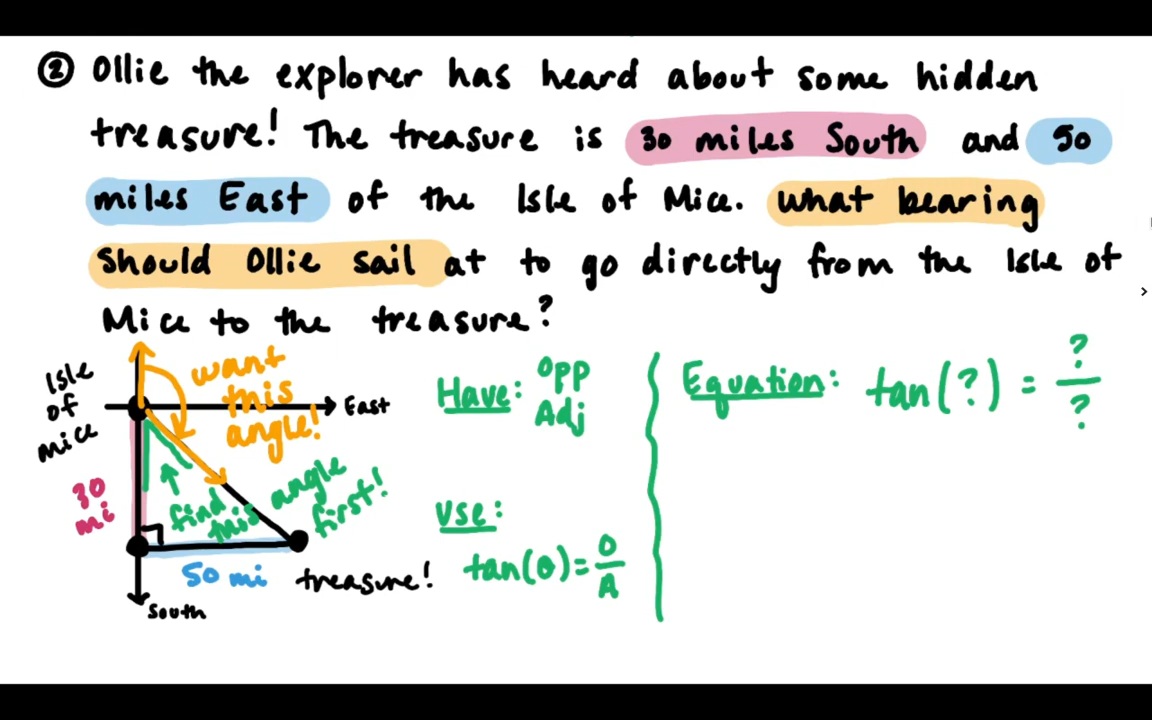 ② Ollie the explorer has heard about some hidden
treasure! The treasure is 30 miles South and 50
miles East of the Isle of Mice. what bearing
should Ollie sail at to go directly from the Isle of
Mice to the treasure?
Isle
of
mice
East
want
this
angle!
30
mi
find
this
angle
first!
50 mi
treasure!
South
Have: Opp
Adj
Use:
tan(θ)=O/A
Equation: tan(?) = ?/?